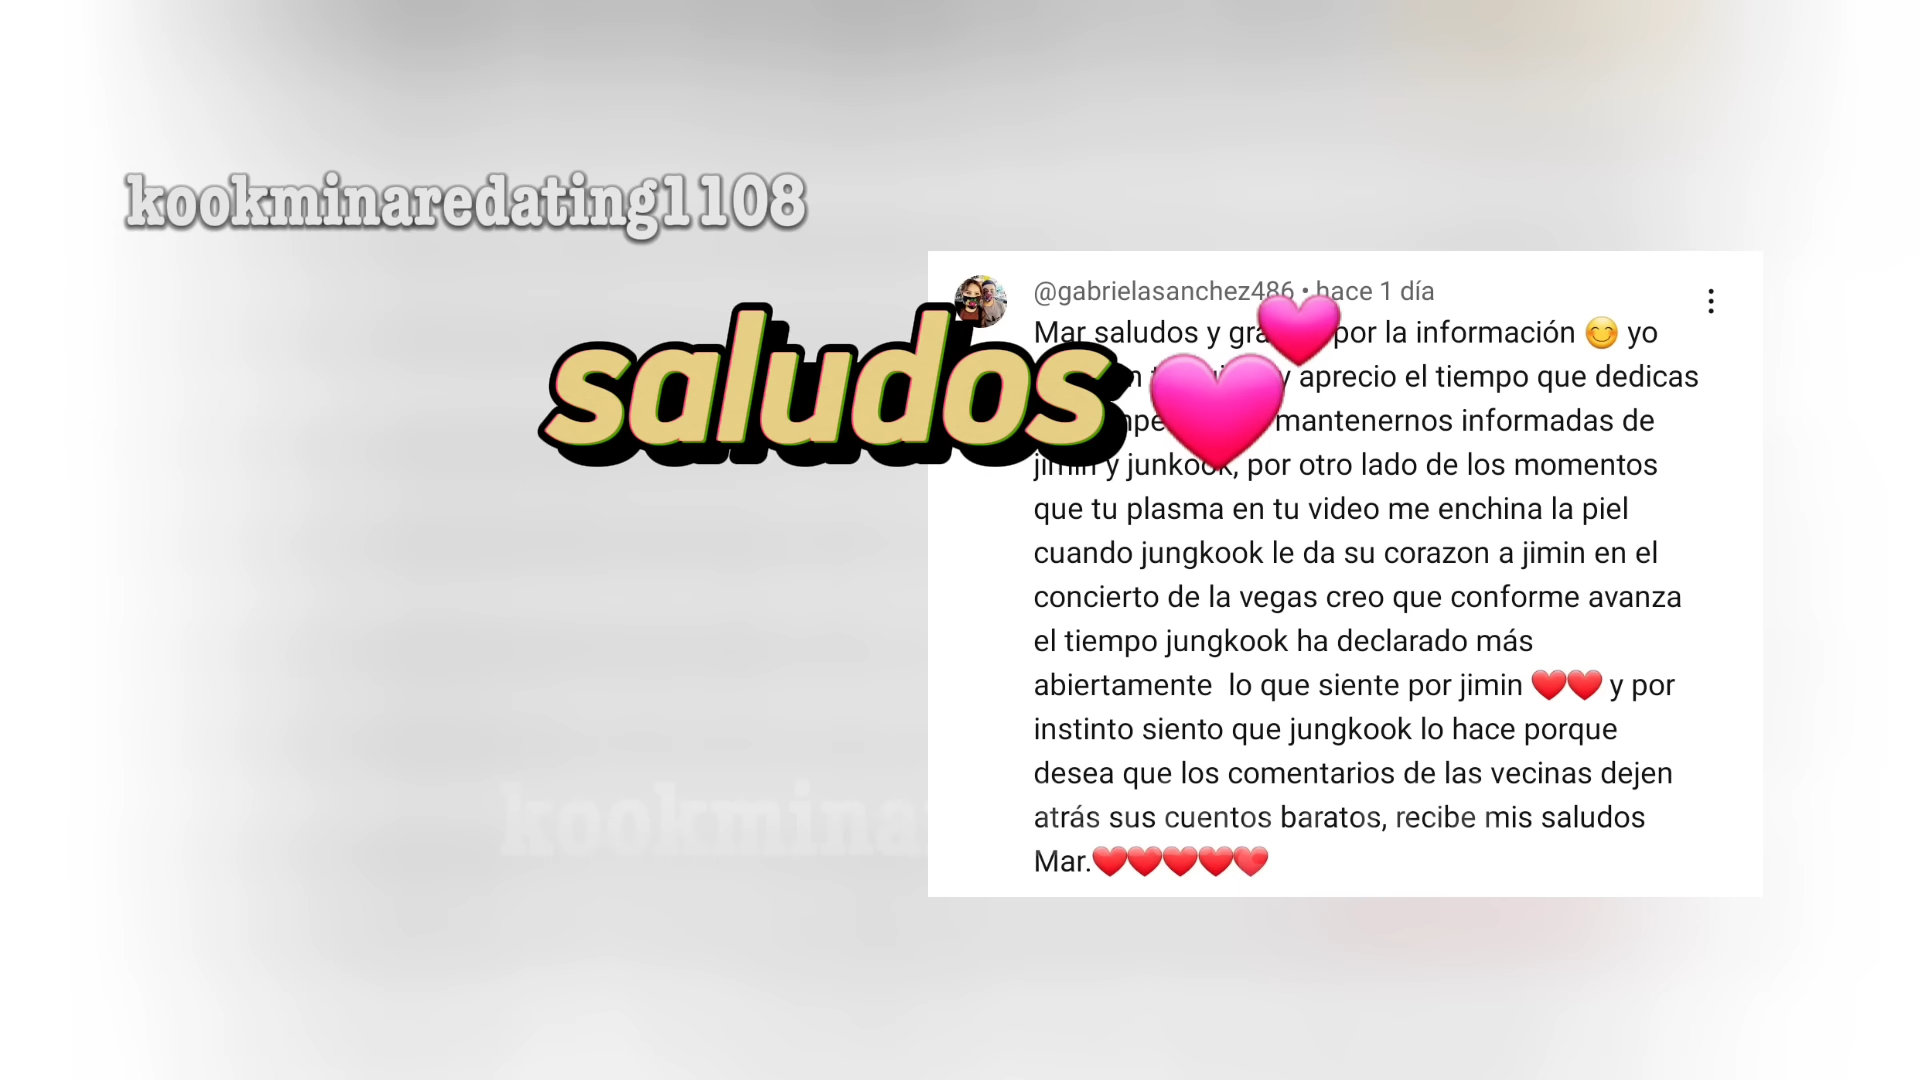 kookminaredating1108
@gabrielasanchez486 • hace 1 día
saludos
Mar saludos y por la información 😊 yo
y aprecio el tiempo que dedicas
mantenernos informadas de
jimin y junkook, por otro lado de los momentos
que tu plasma en tu video me enchina la piel
cuando jungkook le da su corazon a jimin en el
concierto de la vegas creo que conforme avanza
el tiempo jungkook ha declarado más
abiertamente lo que siente por jimin ❤️❤️ y por
instinto siento que jungkook lo hace porque
desea que los comentarios de las vecinas dejen
atrás sus cuentos baratos, recibe mis saludos
Mar.❤️❤️❤️❤️❤️
kookmina